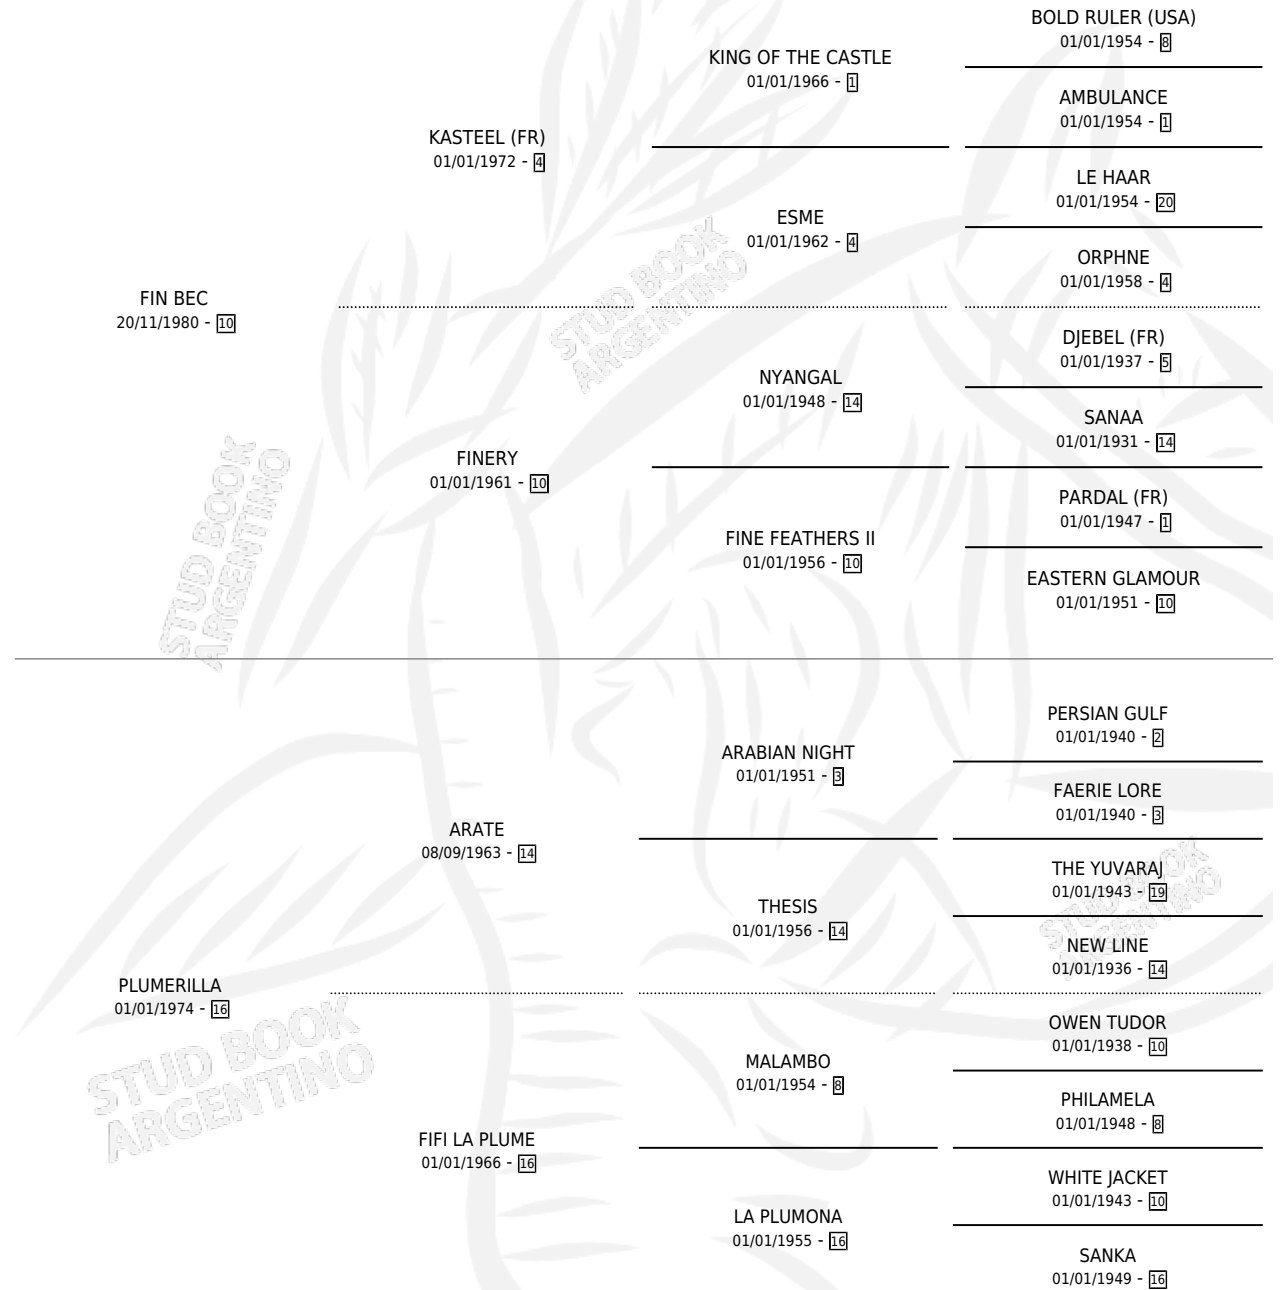 BOLD RULER (USA)
01/01/1954 - 8
KING OF THE CASTLE
01/01/1966 - 1
AMBULANCE
01/01/1954 - 1
KASTEEL (FR)
01/01/1972 - 4
LE HAAR
01/01/1954 - 20
ESME
01/01/1962 - 4
ORPHNE
01/01/1958 - 4
FIN BEC
20/11/1980 - 10
DJEBEL (FR)
01/01/1937 - 5
NYANGAL
01/01/1948 - 14
SANAA
01/01/1931 - 14
FINERY
01/01/1961 - 10
PARDAL (FR)
01/01/1947 - 1
FINE FEATHERS II
01/01/1956 - 10
EASTERN GLAMOUR
01/01/1951 - 10
PERSIAN GULF
01/01/1940 - 2
ARABIAN NIGHT
01/01/1951 - 3
FAERIE LORE
01/01/1940 - 3
ARATE
08/09/1963 - 14
THE YUVARAJ
01/01/1943 - 19
THESIS
01/01/1956 - 14
NEW LINE
01/01/1936 - 14
PLUMERILLA
01/01/1974 - 16
OWEN TUDOR
01/01/1938 - 10
MALAMBO
01/01/1954 - 8
PHILAMELA
01/01/1948 - 8
FIFI LA PLUME
01/01/1966 - 16
WHITE JACKET
01/01/1943 - 10
LA PLUMONA
01/01/1955 - 16
SANKA
01/01/1949 - 16
STUD BOOK
ARGENTINO
STUD BOOK
ARGENTINO
STUD BOOK
ARGENTINO
STUD BOOK
ARGENTINO